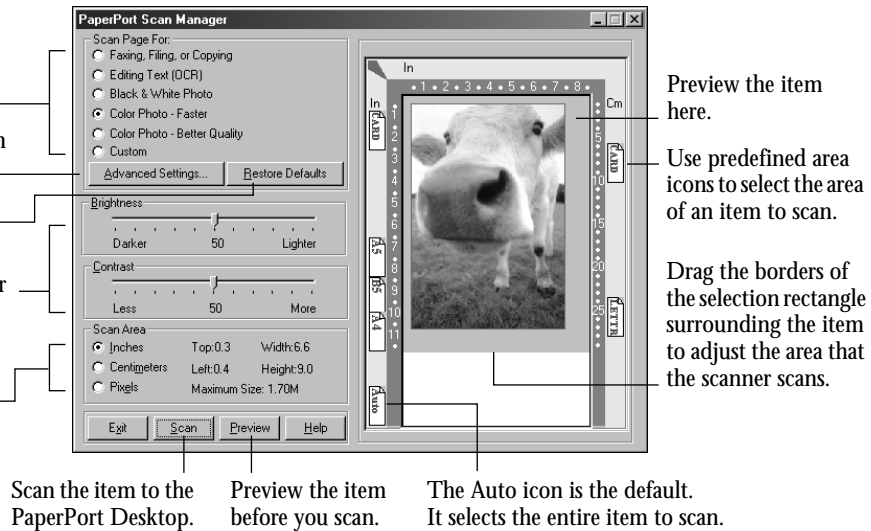 PaperPort Scan Manager
Scan Page For:
Faxing, Filing, or Copying
Editing Text (OCR)
Black & White Photo
Color Photo - Faster
Color Photo - Better Quality
Custom
Advanced Settings... Restore Defaults
Brightness
Darker 50 Lighter
Contrast
Less 50 More
Scan Area
Inches Top:0.3 Width:6.6
Centimeters Left:0.4 Height:9.0
Pixels Maximum Size: 1.70M
Exit Scan Preview Help
In
1 2 3 4 5 6 7 8
In
Cm
CARD
1
2
3
4
5
6
7
8
9
10
11
A5
B5
A4
Auto
5
10
15
20
25
CARD
LETTR
Preview the item
here.
Use predefined area
icons to select the area
of an item to scan.
Drag the borders of
the selection rectangle
surrounding the item
to adjust the area that
the scanner scans.
Scan the item to the
PaperPort Desktop.
Preview the item
before you scan.
The Auto icon is the default.
It selects the entire item to scan.